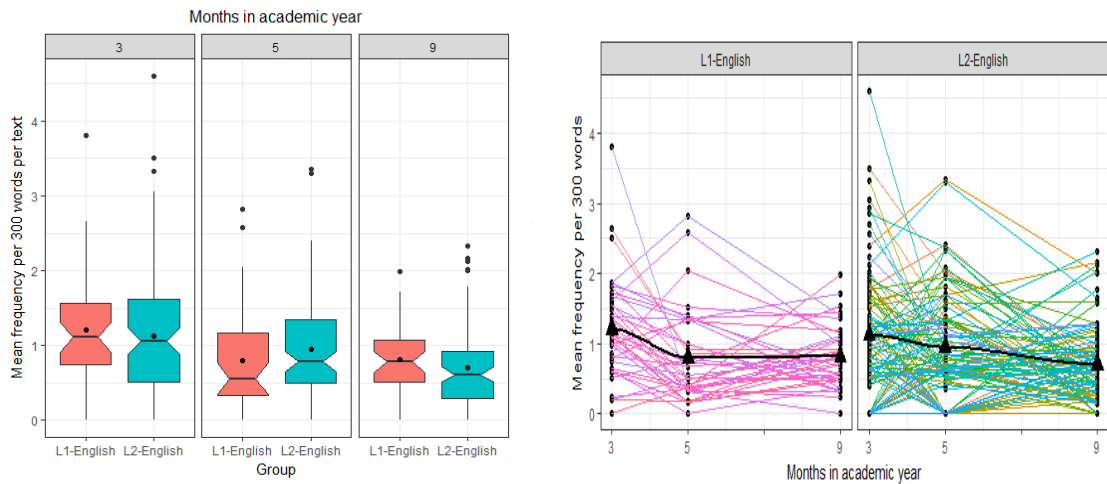 Months in academic year
3 5 9
Mean frequency per 300 words per text
4
3
2
1
0
L1-English L2-English L1-English L2-English L1-English L2-English
Group
L1-English L2-English
Mean frequency per 300 words
4
3
2
1
0
3 5 9 3 5 9
Months in academic year